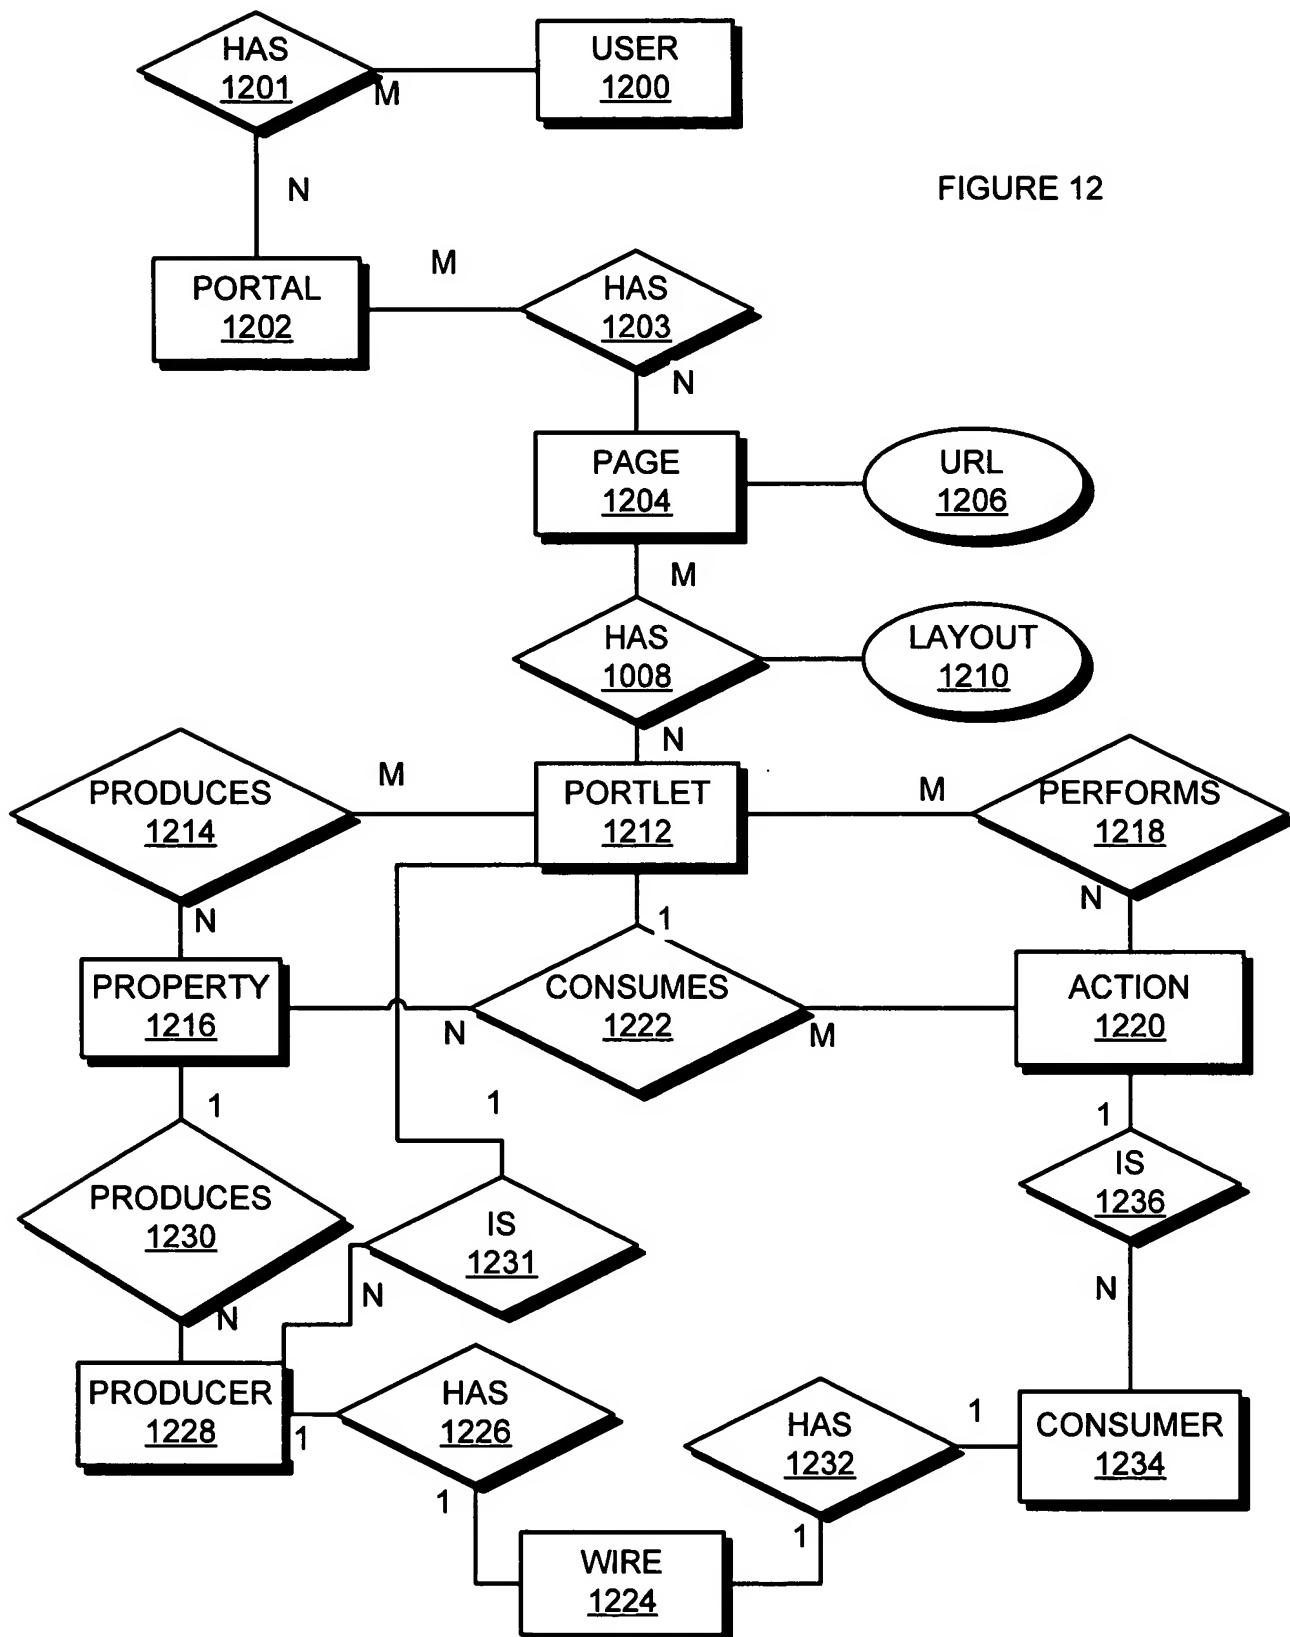 HAS
1201
M
USER
1200
N
FIGURE 12
PORTAL
1202
M
HAS
1203
N
PAGE
1204
URL
1206
M
HAS
1008
LAYOUT
1210
N
PRODUCES
1214
M
PORTLET
1212
M
PERFORMS
1218
N
1
N
PROPERTY
1216
N
CONSUMES
1222
M
ACTION
1220
1
1
1
PRODUCES
1230
IS
1231
IS
1236
N
N
N
PRODUCER
1228
1
HAS
1226
HAS
1232
1
CONSUMER
1234
1
1
WIRE
1224